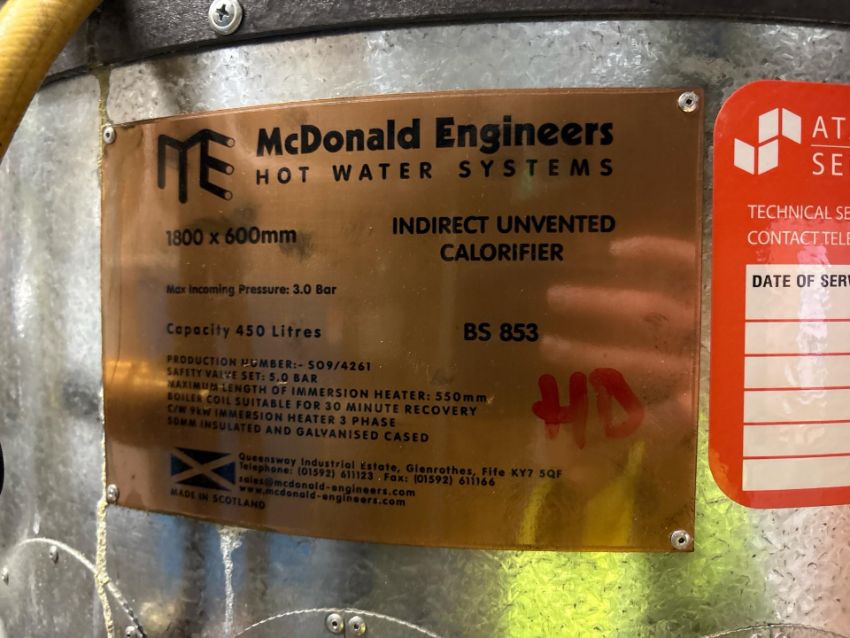 ME
McDonald Engineers
HOT WATER SYSTEMS
1800 x 600mm
INDIRECT UNVENTED
CALORIFIER
Max Incoming Pressure: 3.0 Bar
Capacity 450 Litres
BS 853
PRODUCTION NUMBER:- SO9/4261
SAFETY VALVE SET: 5.0 BAR
MAXIMUM LENGTH OF IMMERSION HEATER: 550mm
BOILER COIL SUITABLE FOR 30 MINUTE RECOVERY
C/W 9kW IMMERSION HEATER 3 PHASE
50MM INSULATED AND GALVANISED CASED
HD
Queensway Industrial Estate, Glenrothes, Fife KY7 5QF
Telephone: (01592) 611123 Fax: (01592) 611166
sales@mcdonald-engineers.com
www.mcdonald-engineers.com
MADE IN SCOTLAND
AT
SE
TECHNICAL SE
CONTACT TELE
DATE OF SERV